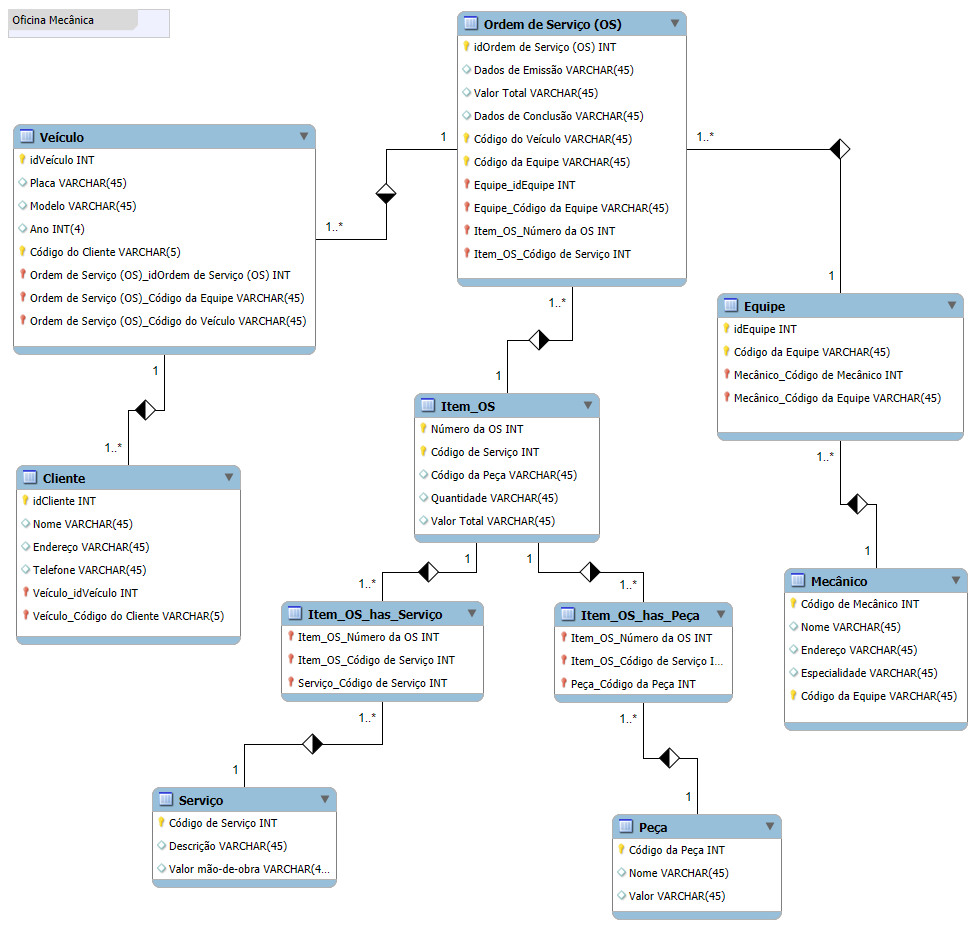 Oficina Mecânica
Ordem de Serviço (OS)
idOrdem de Serviço (OS) INT
Dados de Emissão VARCHAR(45)
Valor Total VARCHAR(45)
Dados de Conclusão VARCHAR(45)
Código do Veículo VARCHAR(45)
Código da Equipe VARCHAR(45)
Equipe_idEquipe INT
Equipe_Código da Equipe VARCHAR(45)
Item_OS_Número da OS INT
Item_OS_Código de Serviço INT
1
1..*
Veículo
idVeículo INT
Placa VARCHAR(45)
Modelo VARCHAR(45)
Ano INT(4)
Código do Cliente VARCHAR(5)
Ordem de Serviço (OS)_idOrdem de Serviço (OS) INT
Ordem de Serviço (OS)_Código da Equipe VARCHAR(45)
Ordem de Serviço (OS)_Código do Veículo VARCHAR(45)
1..*
1
1..*
1
Equipe
idEquipe INT
Código da Equipe VARCHAR(45)
Mecânico_Código de Mecânico INT
Mecânico_Código da Equipe VARCHAR(45)
1
1..*
Item_OS
Número da OS INT
Código de Serviço INT
Código da Peça VARCHAR(45)
Quantidade VARCHAR(45)
Valor Total VARCHAR(45)
1..*
Cliente
idCliente INT
Nome VARCHAR(45)
Endereço VARCHAR(45)
Telefone VARCHAR(45)
Veículo_idVeículo INT
Veículo_Código do Cliente VARCHAR(5)
1
1
1..*
1..*
1
Item_OS_has_Serviço
Item_OS_Número da OS INT
Item_OS_Código de Serviço INT
Serviço_Código de Serviço INT
Item_OS_has_Peça
Item_OS_Número da OS INT
Item_OS_Código de Serviço I...
Peça_Código da Peça INT
Mecânico
Código de Mecânico INT
Nome VARCHAR(45)
Endereço VARCHAR(45)
Especialidade VARCHAR(45)
Código da Equipe VARCHAR(45)
1..*
1..*
1
1
Serviço
Código de Serviço INT
Descrição VARCHAR(45)
Valor mão-de-obra VARCHAR(4...
Peça
Código da Peça INT
Nome VARCHAR(45)
Valor VARCHAR(45)